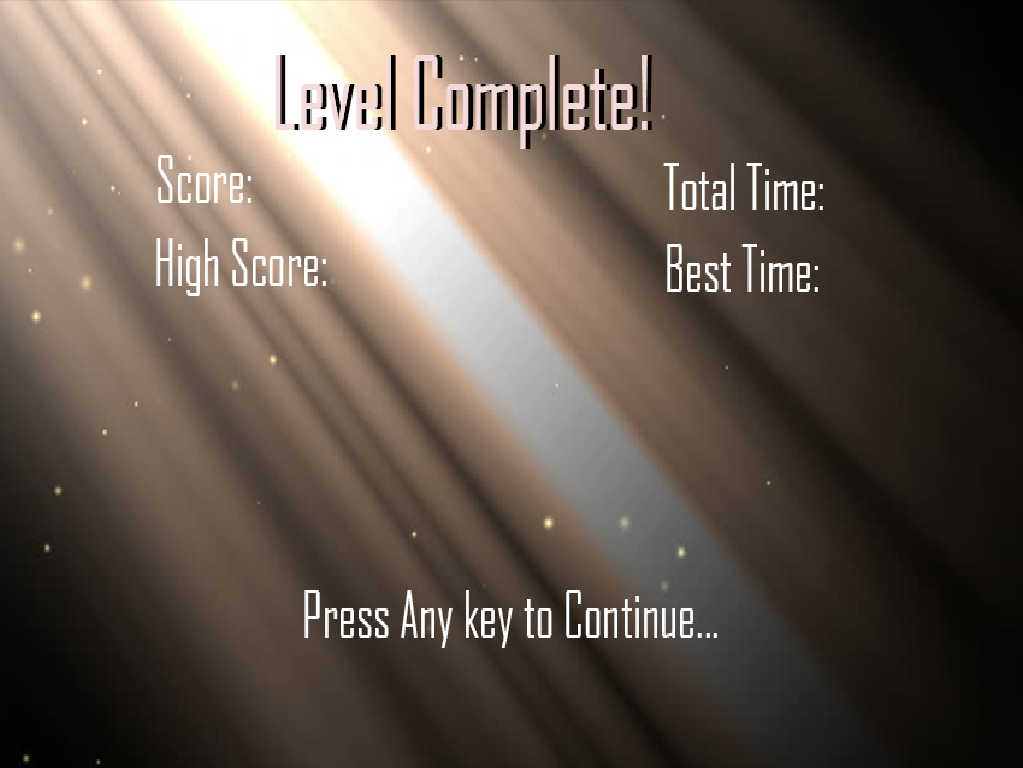 Level Complete!
Score:
High Score:
Total Time:
Best Time:
Press Any key to Continue...